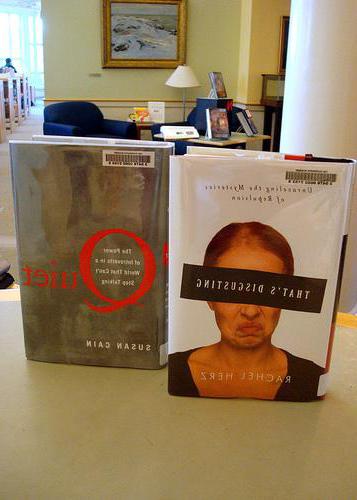 Quiet
The Power
of Introverts in a
World That Can't
Stop Talking
SUSAN CAIN
Unraveling the Mysteries
of Repulsion
THAT'S DISGUSTING
RACHEL HERZ